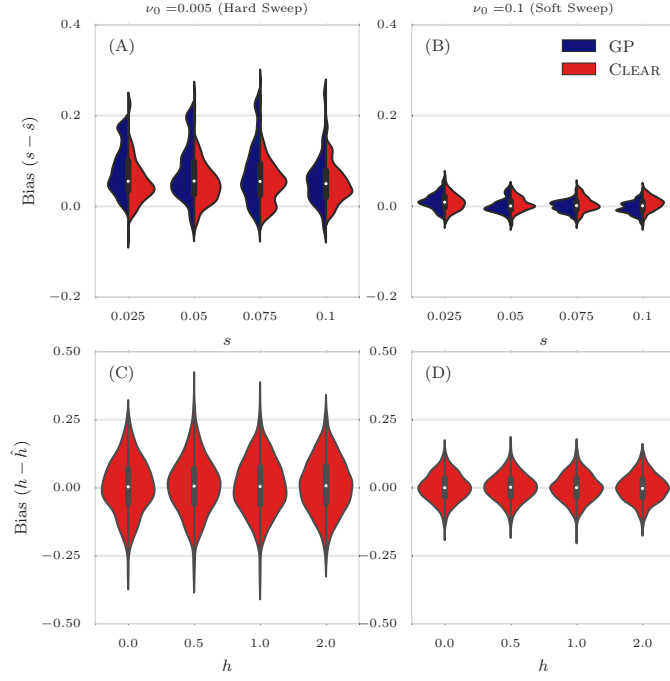 ν₀ =0.005 (Hard Sweep)
ν₀=0.1 (Soft Sweep)
0.4
0.2
0.0
−0.2
Bias (s − ŝ)
(A)
0.025 0.05 0.075 0.1
s
0.4
0.2
0.0
−0.2
(B)
GP
CLEAR
0.025 0.05 0.075 0.1
s
0.50
0.25
0.00
−0.25
−0.50
Bias (h − ĥ)
(C)
0.0 0.5 1.0 2.0
h
0.50
0.25
0.00
−0.25
−0.50
(D)
0.0 0.5 1.0 2.0
h